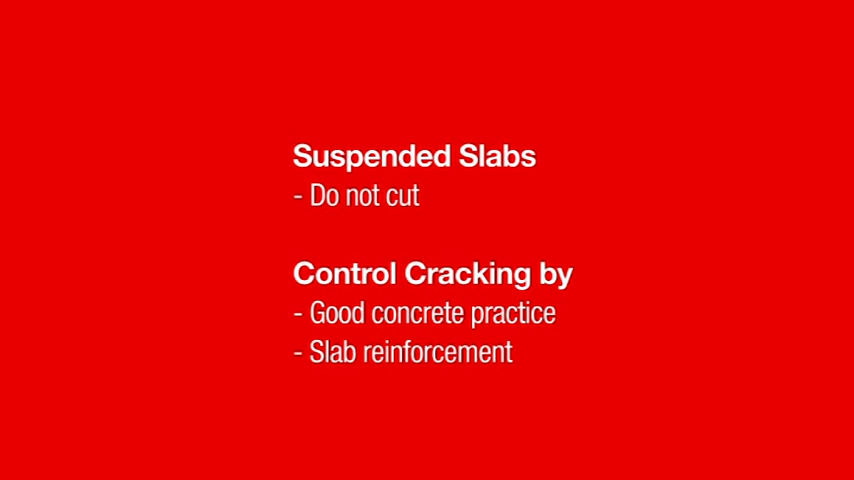 Suspended Slabs
- Do not cut
Control Cracking by
- Good concrete practice
- Slab reinforcement